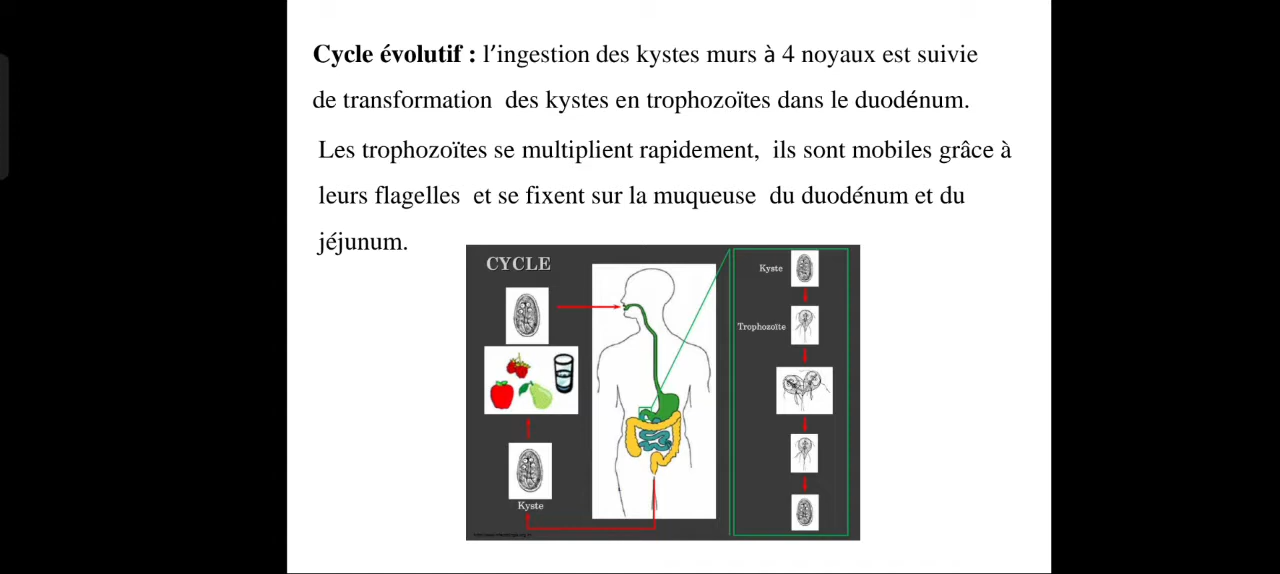 Cycle évolutif : l’ingestion des kystes murs à 4 noyaux est suivie
de transformation des kystes en trophozoïtes dans le duodénum.
Les trophozoïtes se multiplient rapidement, ils sont mobiles grâce à
leurs flagelles et se fixent sur la muqueuse du duodénum et du
jéjunum.
CYCLE
Kyste
Trophozoïte
Kyste